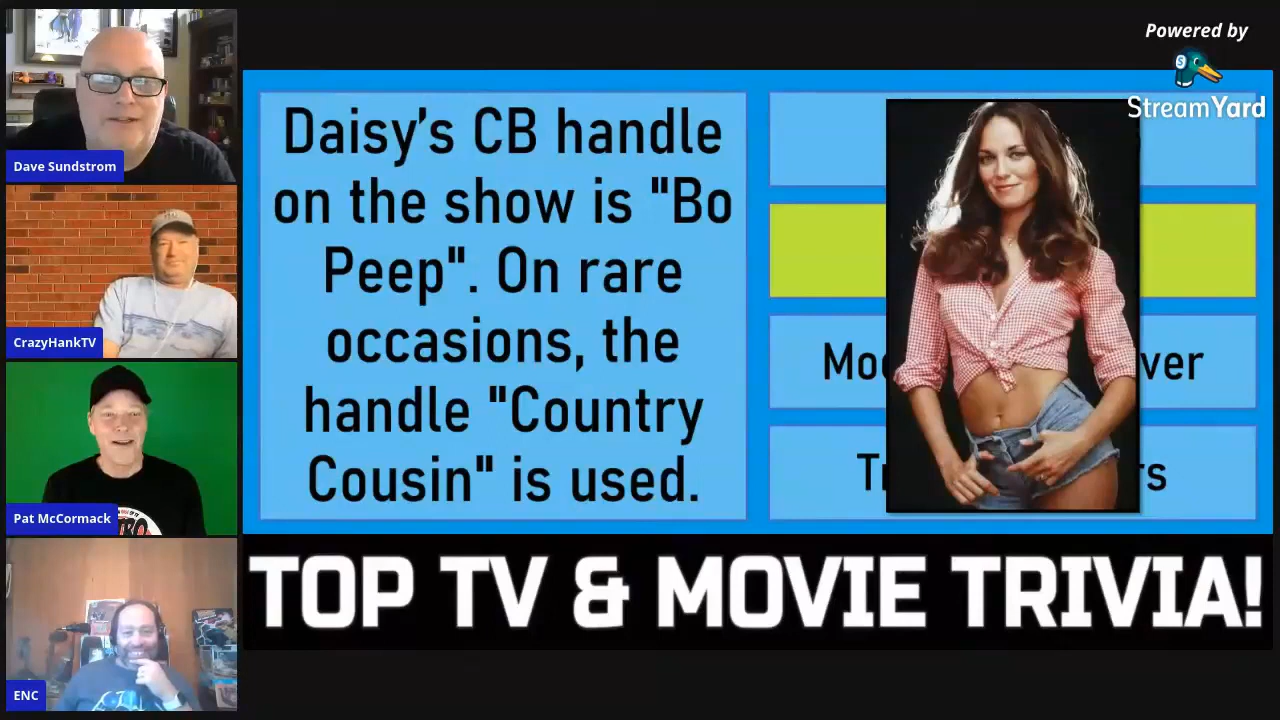 Powered by
StreamYard
Dave Sundstrom
CrazyHankTV
Pat McCormack
ENC
Daisy's CB handle
on the show is "Bo
Peep". On rare
occasions, the
handle "Country
Cousin" is used.
TOP TV & MOVIE TRIVIA!